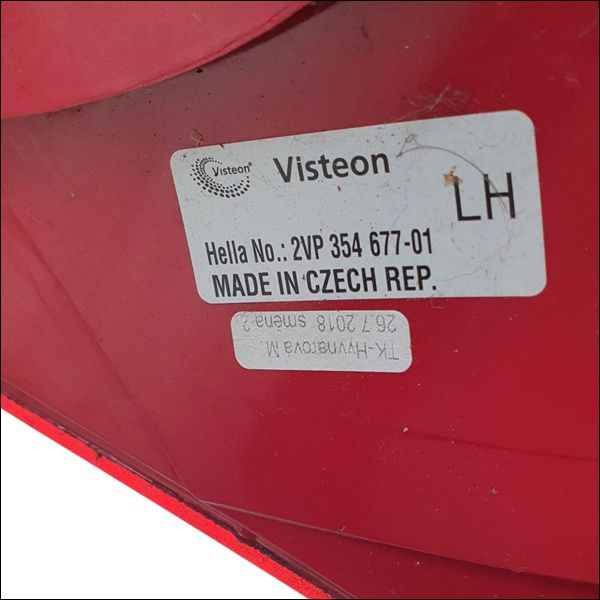 Visteon®
Visteon
LH
Hella No.: 2VP 354 677-01
MADE IN CZECH REP.
TK-Hyvnarova M.
26.7.2018 směna 2